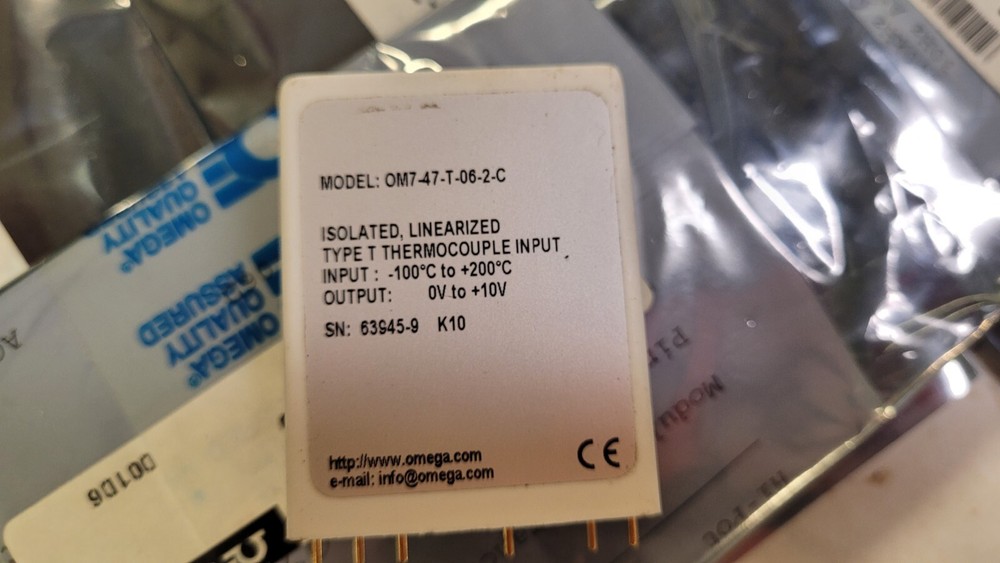 MODEL: OM7-47-T-06-2-C
ISOLATED, LINEARIZED
TYPE T THERMOCOUPLE INPUT
INPUT : -100°C to +200°C
OUTPUT: 0V to +10V
SN: 63945-9 K10
http://www.omega.com
e-mail: info@omega.com
CE
OMEGA®
QUALITY
OMEGA®
QUALITY
ASSURED
D01D6